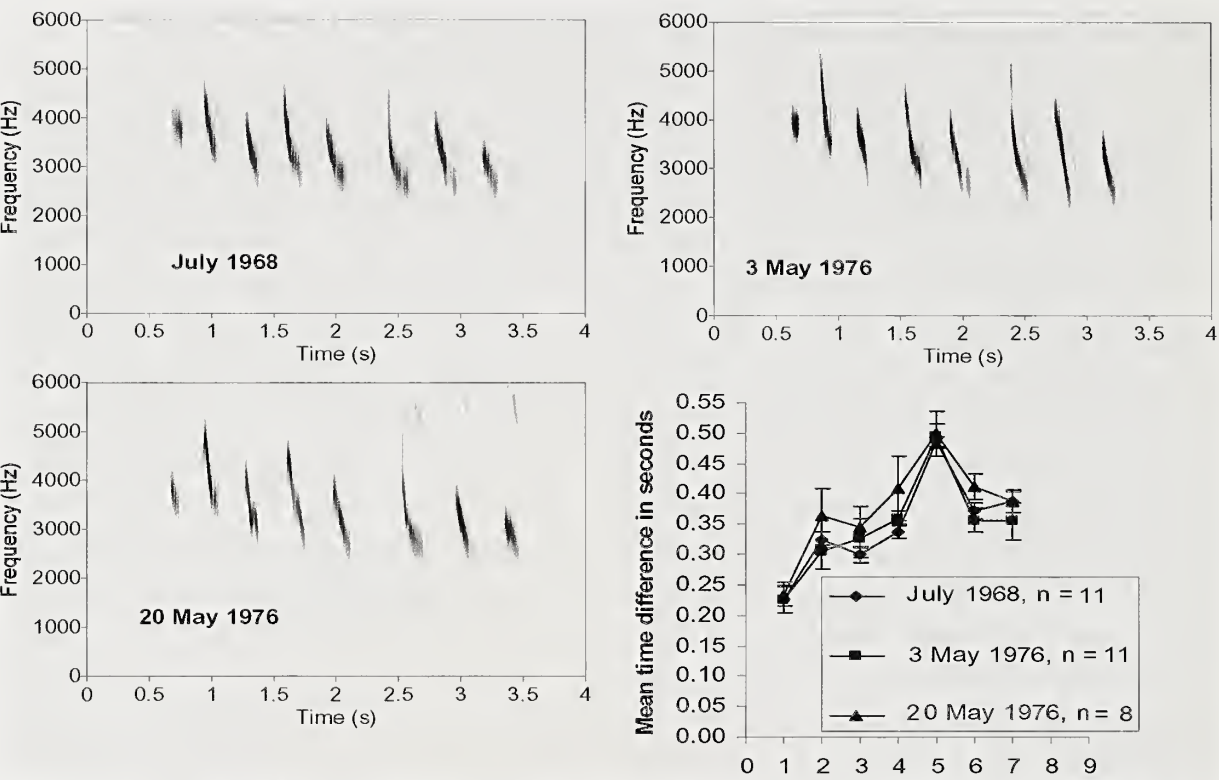 6000
5000
4000
3000
2000
1000
0
Frequency (Hz)
July 1968
0 0.5 1 1.5 2 2.5 3 3.5 4
Time (s)
6000
5000
4000
3000
2000
1000
0
Frequency (Hz)
3 May 1976
0 0.5 1 1.5 2 2.5 3 3.5 4
Time (s)
6000
5000
4000
3000
2000
1000
0
Frequency (Hz)
20 May 1976
0 0.5 1 1.5 2 2.5 3 3.5 4
Time (s)
0.55
0.50
0.45
0.40
0.35
0.30
0.25
0.20
0.15
0.10
0.05
0.00
Mean time difference in seconds
July 1968, n = 11
3 May 1976, n = 11
20 May 1976, n = 8
0 1 2 3 4 5 6 7 8 9